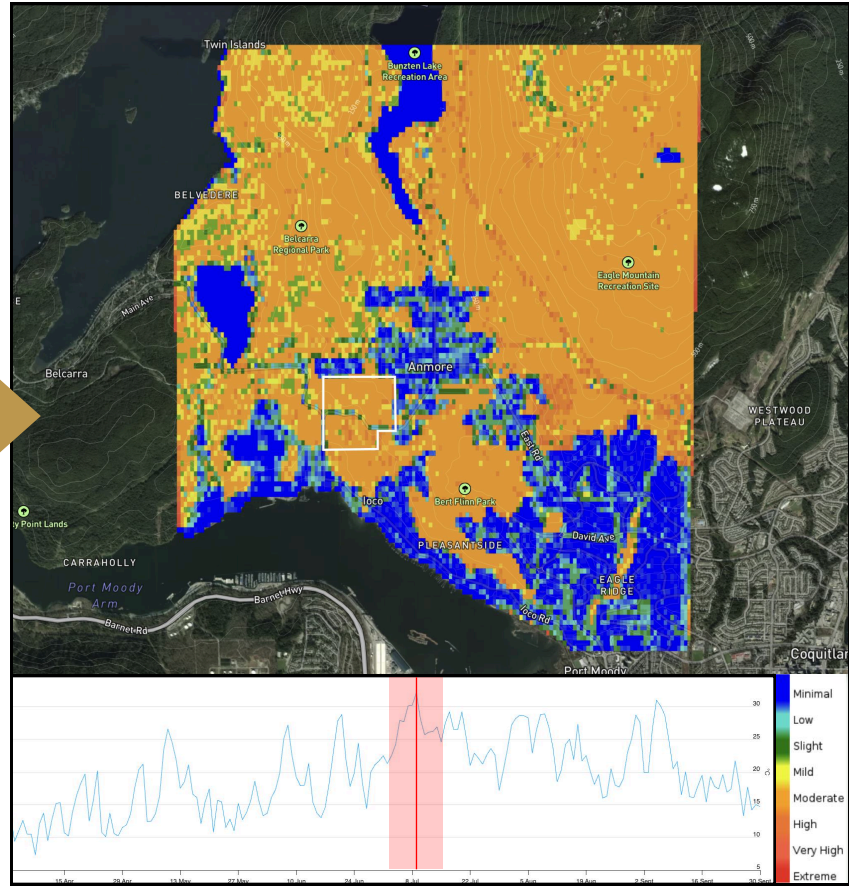 Twin Islands
Buntzen Lake
Recreation Area
BELVEDERE
Belcarra
Regional Park
Eagle Mountain
Recreation Site
E
Main Ave
Anmore
Belcarra
WESTWOOD
PLATEAU
East Rd
Ioco
Bert Flinn Park
ly Point Lands
David Ave
PLEASANTSIDE
CARRAHOLLY
EAGLE
RIDGE
Port Moody
Arm
Barnet Hwy
Ioco Rd
Barnet Rd
Coquitlam
Port Moody
Minimal
Low
Slight
Mild
Moderate
High
Very High
Extreme
30
25
20
15
10
5
°C
15 Apr
29 Apr
13 May
27 May
10 Jun
24 Jun
8 Jul
22 Jul
5 Aug
19 Aug
2 Sept
16 Sept
30 Sept